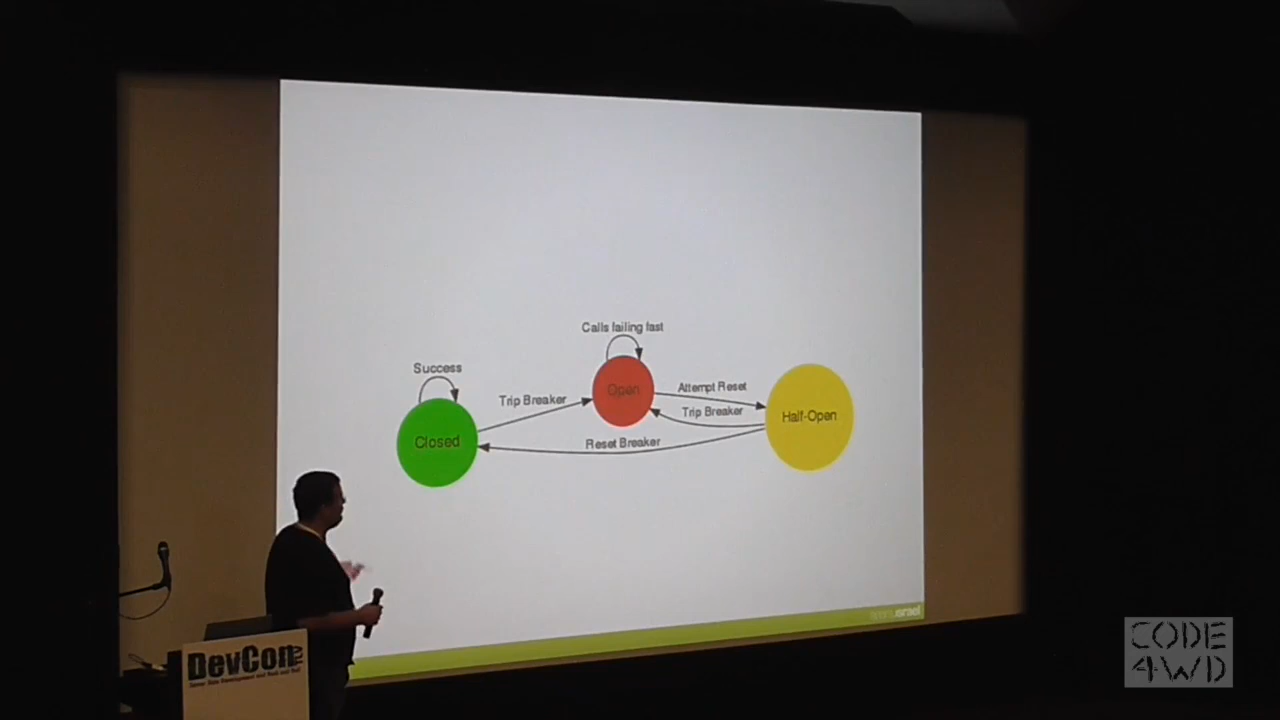 Calls failing fast
Success
Attempt Reset
Trip Breaker
Open
Trip Breaker
Half-Open
Closed
Reset Breaker
israel
DevCon
CODE
4WD